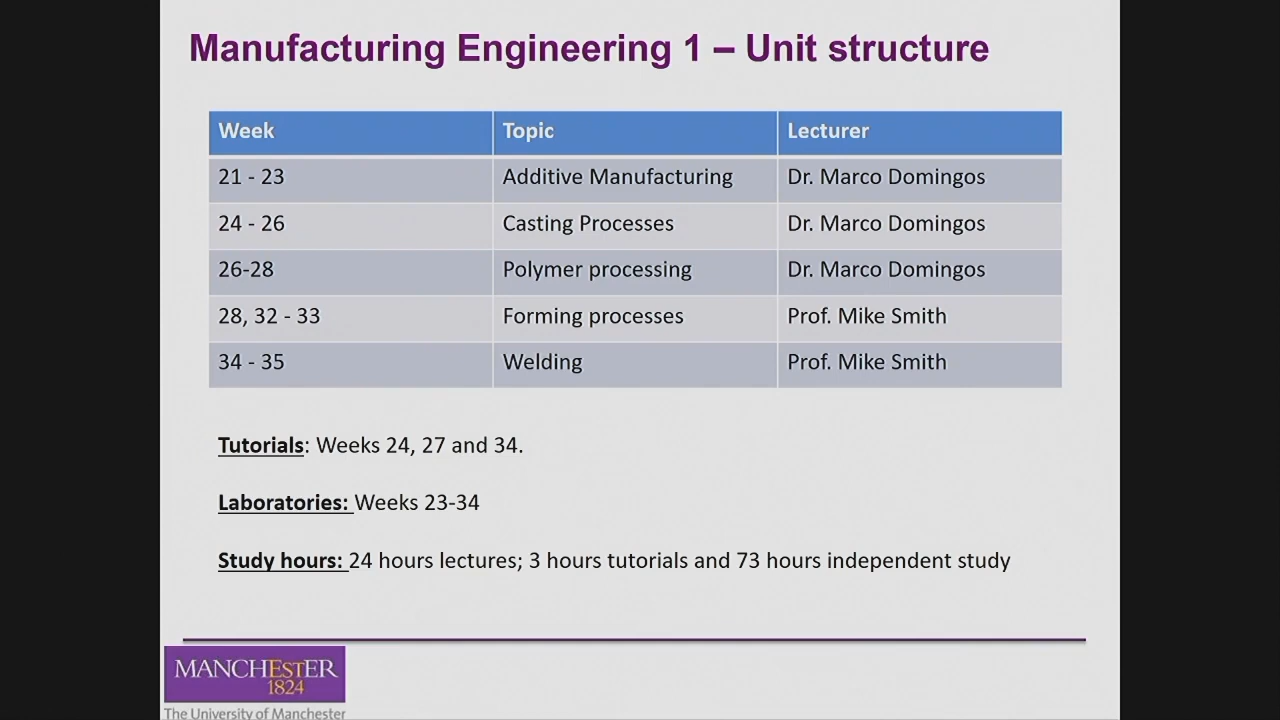 Manufacturing Engineering 1 – Unit structure
Week Topic Lecturer
21 - 23 Additive Manufacturing Dr. Marco Domingos
24 - 26 Casting Processes Dr. Marco Domingos
26-28 Polymer processing Dr. Marco Domingos
28, 32 - 33 Forming processes Prof. Mike Smith
34 - 35 Welding Prof. Mike Smith
Tutorials: Weeks 24, 27 and 34.
Laboratories: Weeks 23-34
Study hours: 24 hours lectures; 3 hours tutorials and 73 hours independent study
MANCHESTER
1824
The University of Manchester